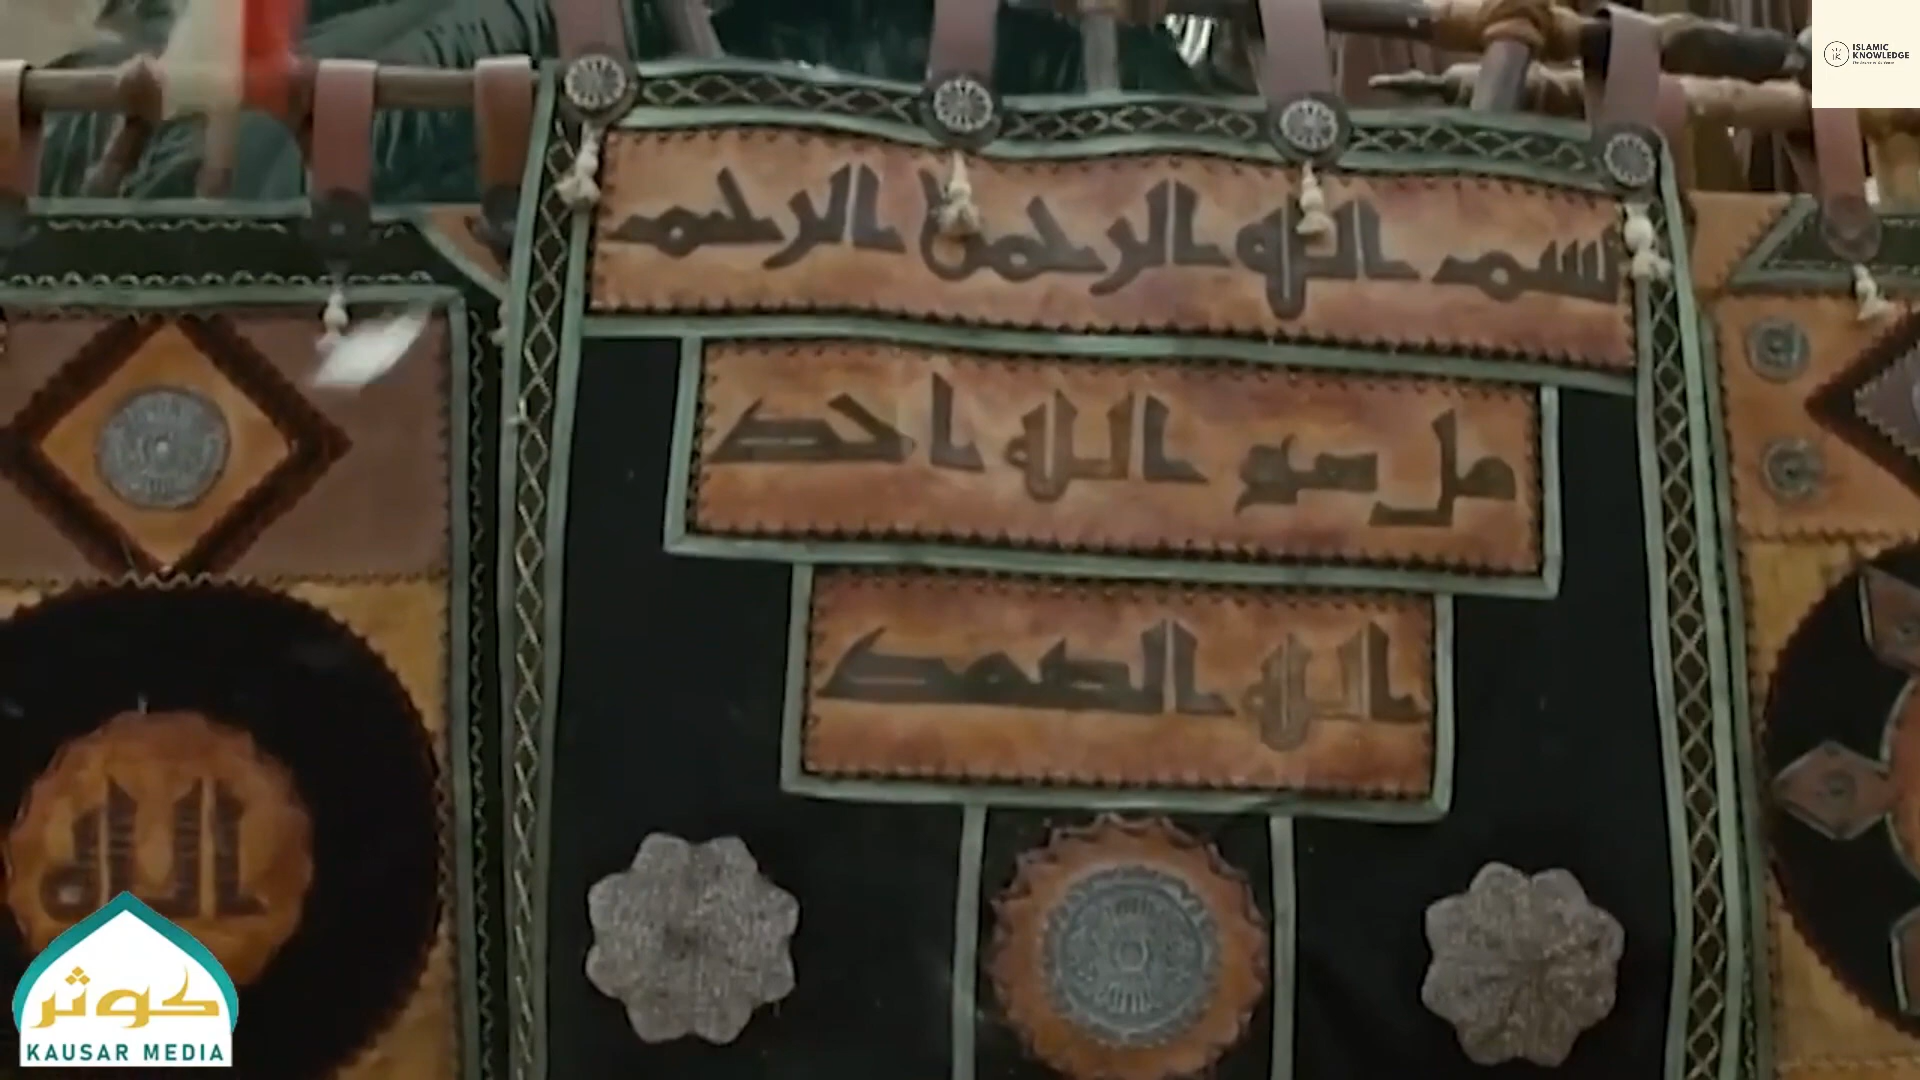 بسم الله الرحمن الرحيم
قل هو الله احد
الله الصمد
الله
كوثر
KAUSAR MEDIA
ISLAMIC
KNOWLEDGE